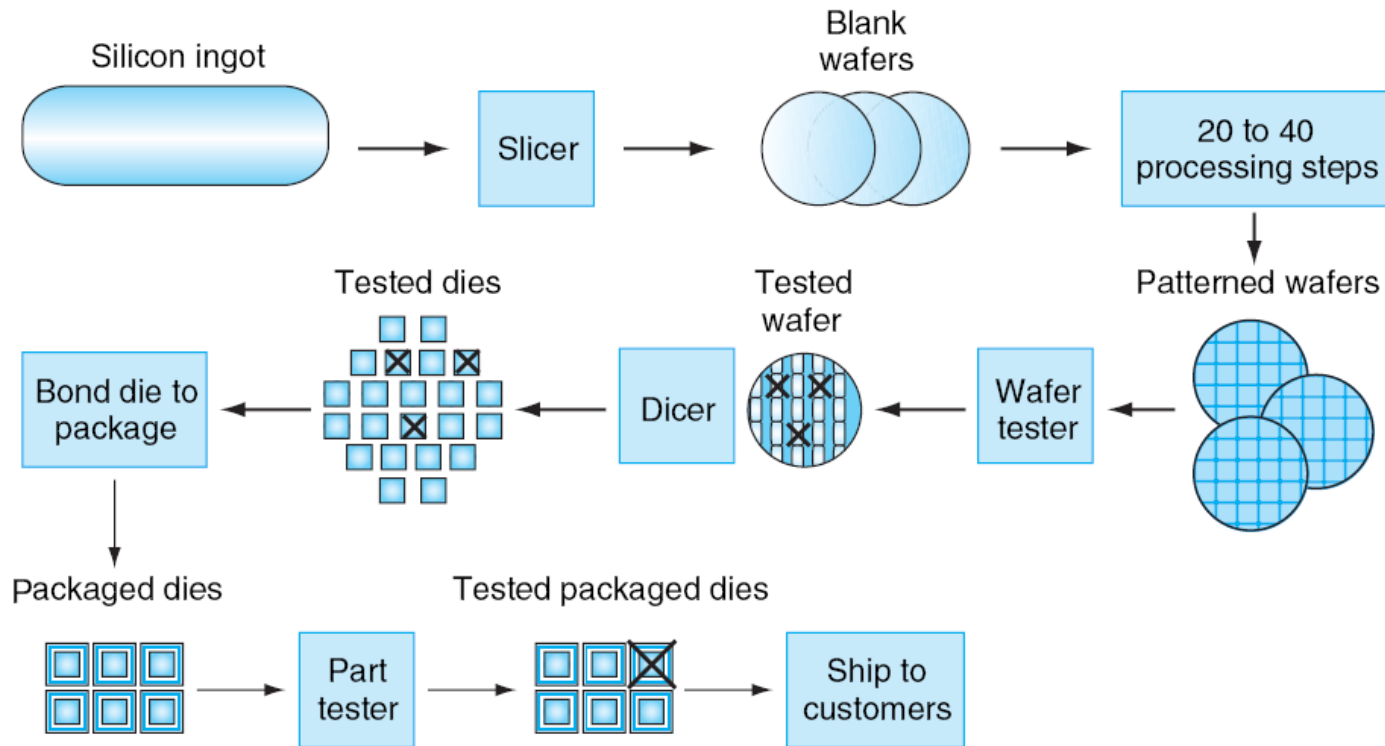 Silicon ingot
Slicer
Blank
wafers
20 to 40
processing steps
Patterned wafers
Wafer
tester
Tested
wafer
Dicer
Tested dies
Bond die to
package
Packaged dies
Part
tester
Tested packaged dies
Ship to
customers